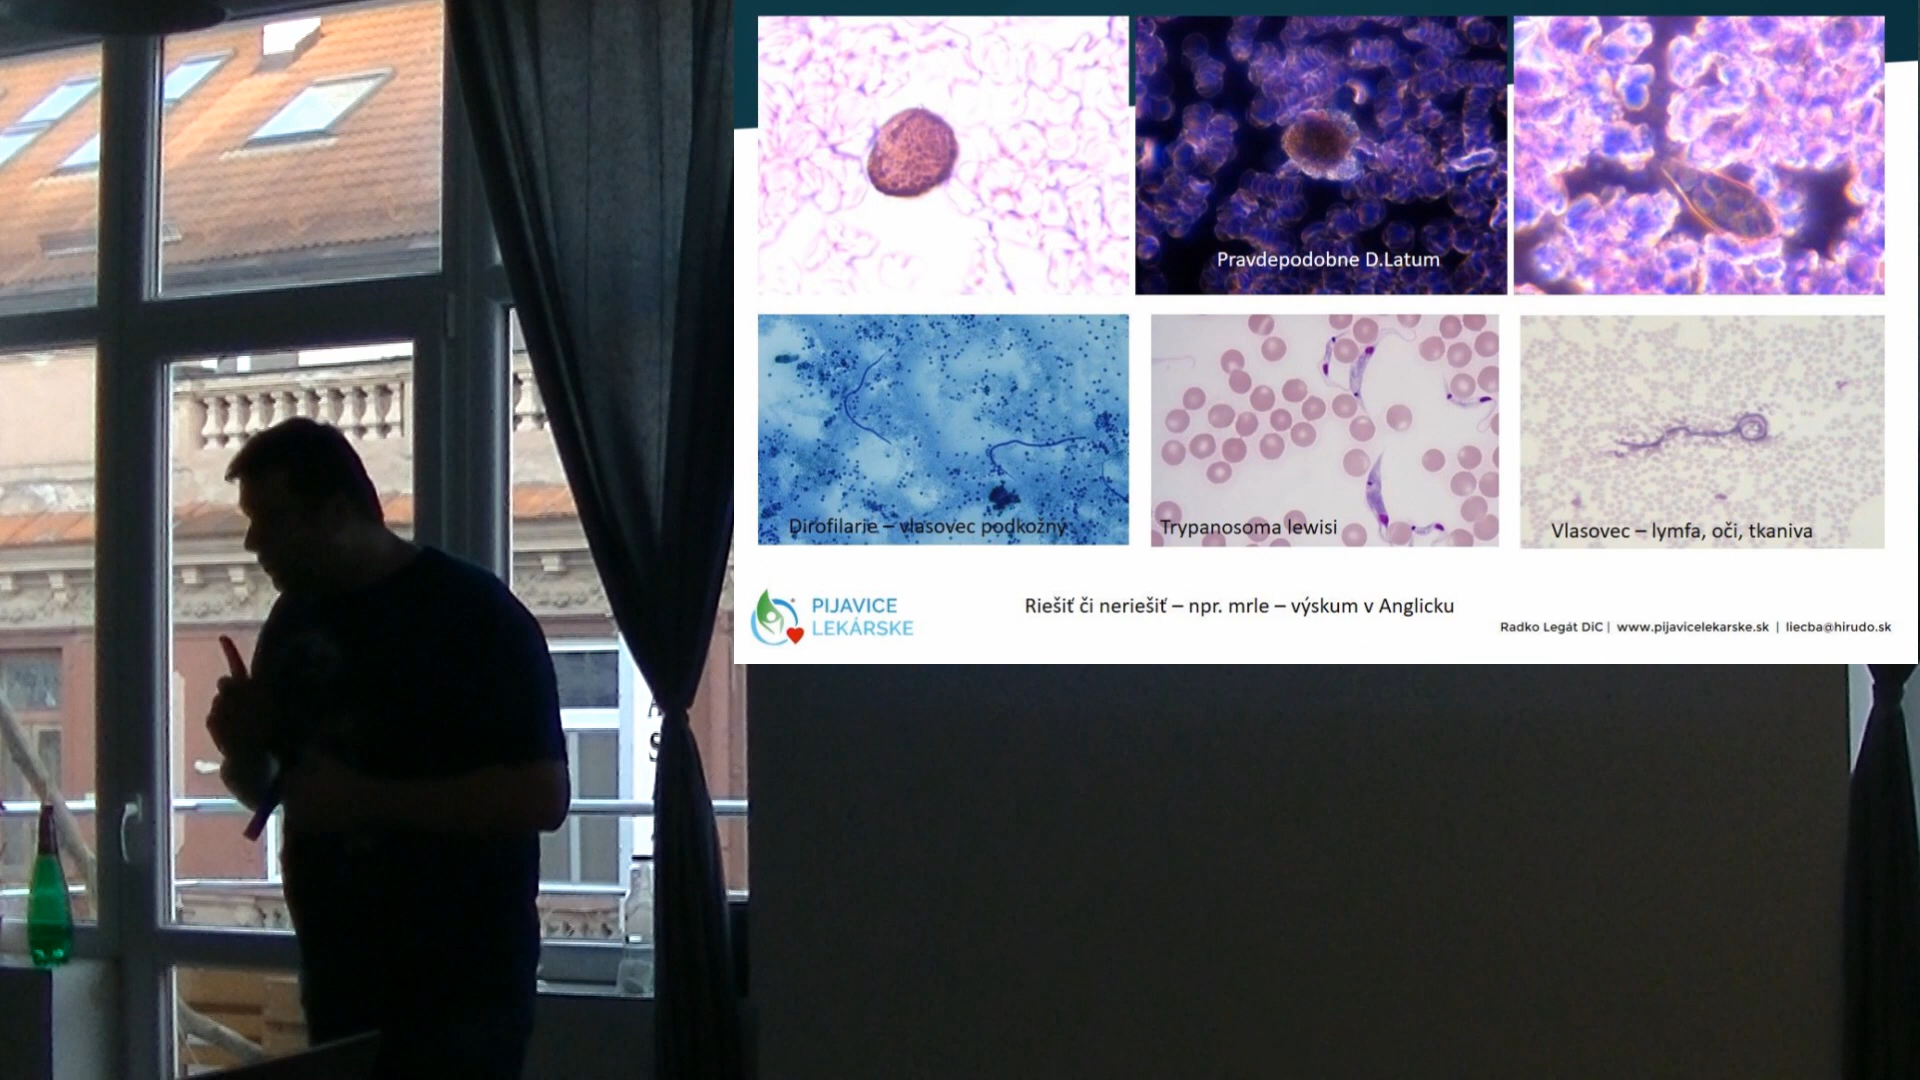 Pravdepodobne D.Latum
Dirofilarie – vlasovec podkožný
Trypanosoma lewisi
Vlasovec – lymfa, oči, tkaniva
PIJAVICE
LEKÁRSKE
Riešiť či neriešiť – npr. mrle – výskum v Anglicku
Radko Legát DiC | www.pijavicelekarske.sk | liecba@hirudo.sk